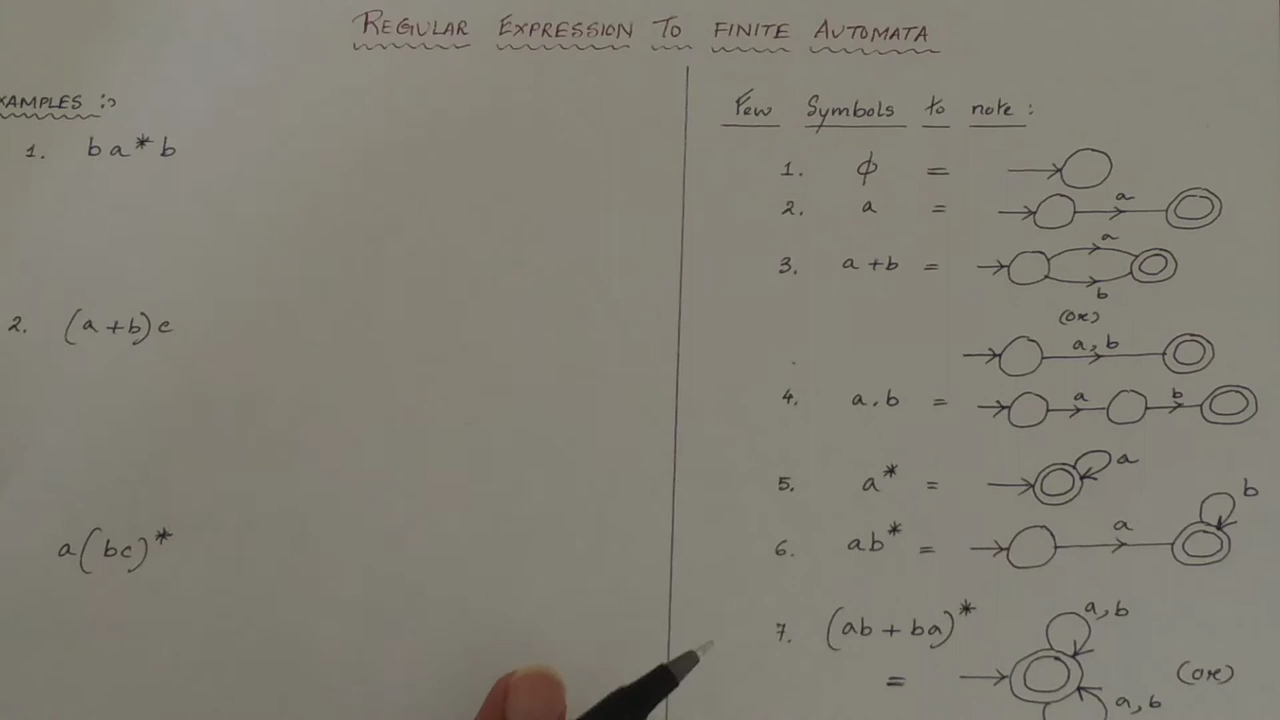 REGULAR EXPRESSION TO FINITE AUTOMATA
XAMPLES :
1. ba*b
2. (a+b)c
a(bc)*
Few Symbols to note:
1. ϕ =
2. a = a
3. a+b = a
b
(or)
a, b
4. a.b = a b
5. a* = a
6. ab* = a b
7. (ab + ba)*
= a, b
(or)
a, b